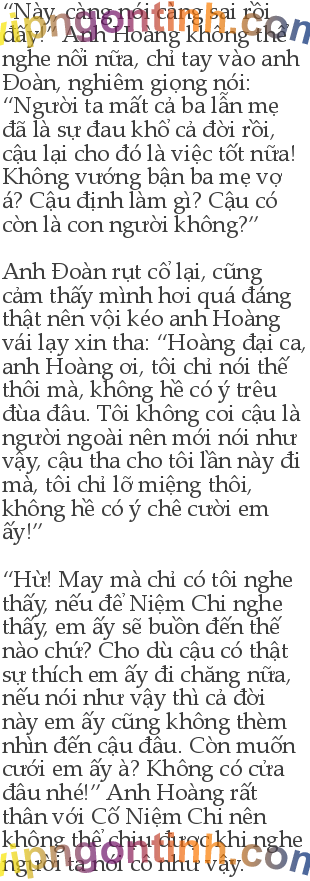 “Này, càng nói càng sai rồi
đấy!” Anh Hoàng không thể
nghe nổi nữa, chỉ tay vào anh
Đoàn, nghiêm giọng nói:
“Người ta mất cả ba lẫn mẹ
đã là sự đau khổ cả đời rồi,
cậu lại cho đó là việc tốt nữa!
Không vướng bận ba mẹ vợ
á? Cậu định làm gì? Cậu có
còn là con người không?”
Anh Đoàn rụt cổ lại, cũng
cảm thấy mình hơi quá đáng
thật nên vội kéo anh Hoàng
vái lạy xin tha: “Hoàng đại ca,
anh Hoàng ơi, tôi chỉ nói thế
thôi mà, không hề có ý trêu
đùa đâu. Tôi không coi cậu là
người ngoài nên mới nói như
vậy, cậu tha cho tôi lần này đi
mà, tôi chỉ lỡ miệng thôi,
không hề có ý chê cười em
ấy!”
“Hừ! May mà chỉ có tôi nghe
thấy, nếu để Niệm Chi nghe
thấy, em ấy sẽ buồn đến thế
nào chứ? Cho dù cậu có thật
sự thích em ấy đi chăng nữa,
nếu nói như vậy thì cả đời
này em ấy cũng không thèm
nhìn đến cậu đâu. Còn muốn
cưới em ấy à? Không có cửa
đâu nhé!” Anh Hoàng rất
thân với Cố Niệm Chi nên
không thể chịu được khi nghe
người ta nói cô như vậy.
vipngontinh.com